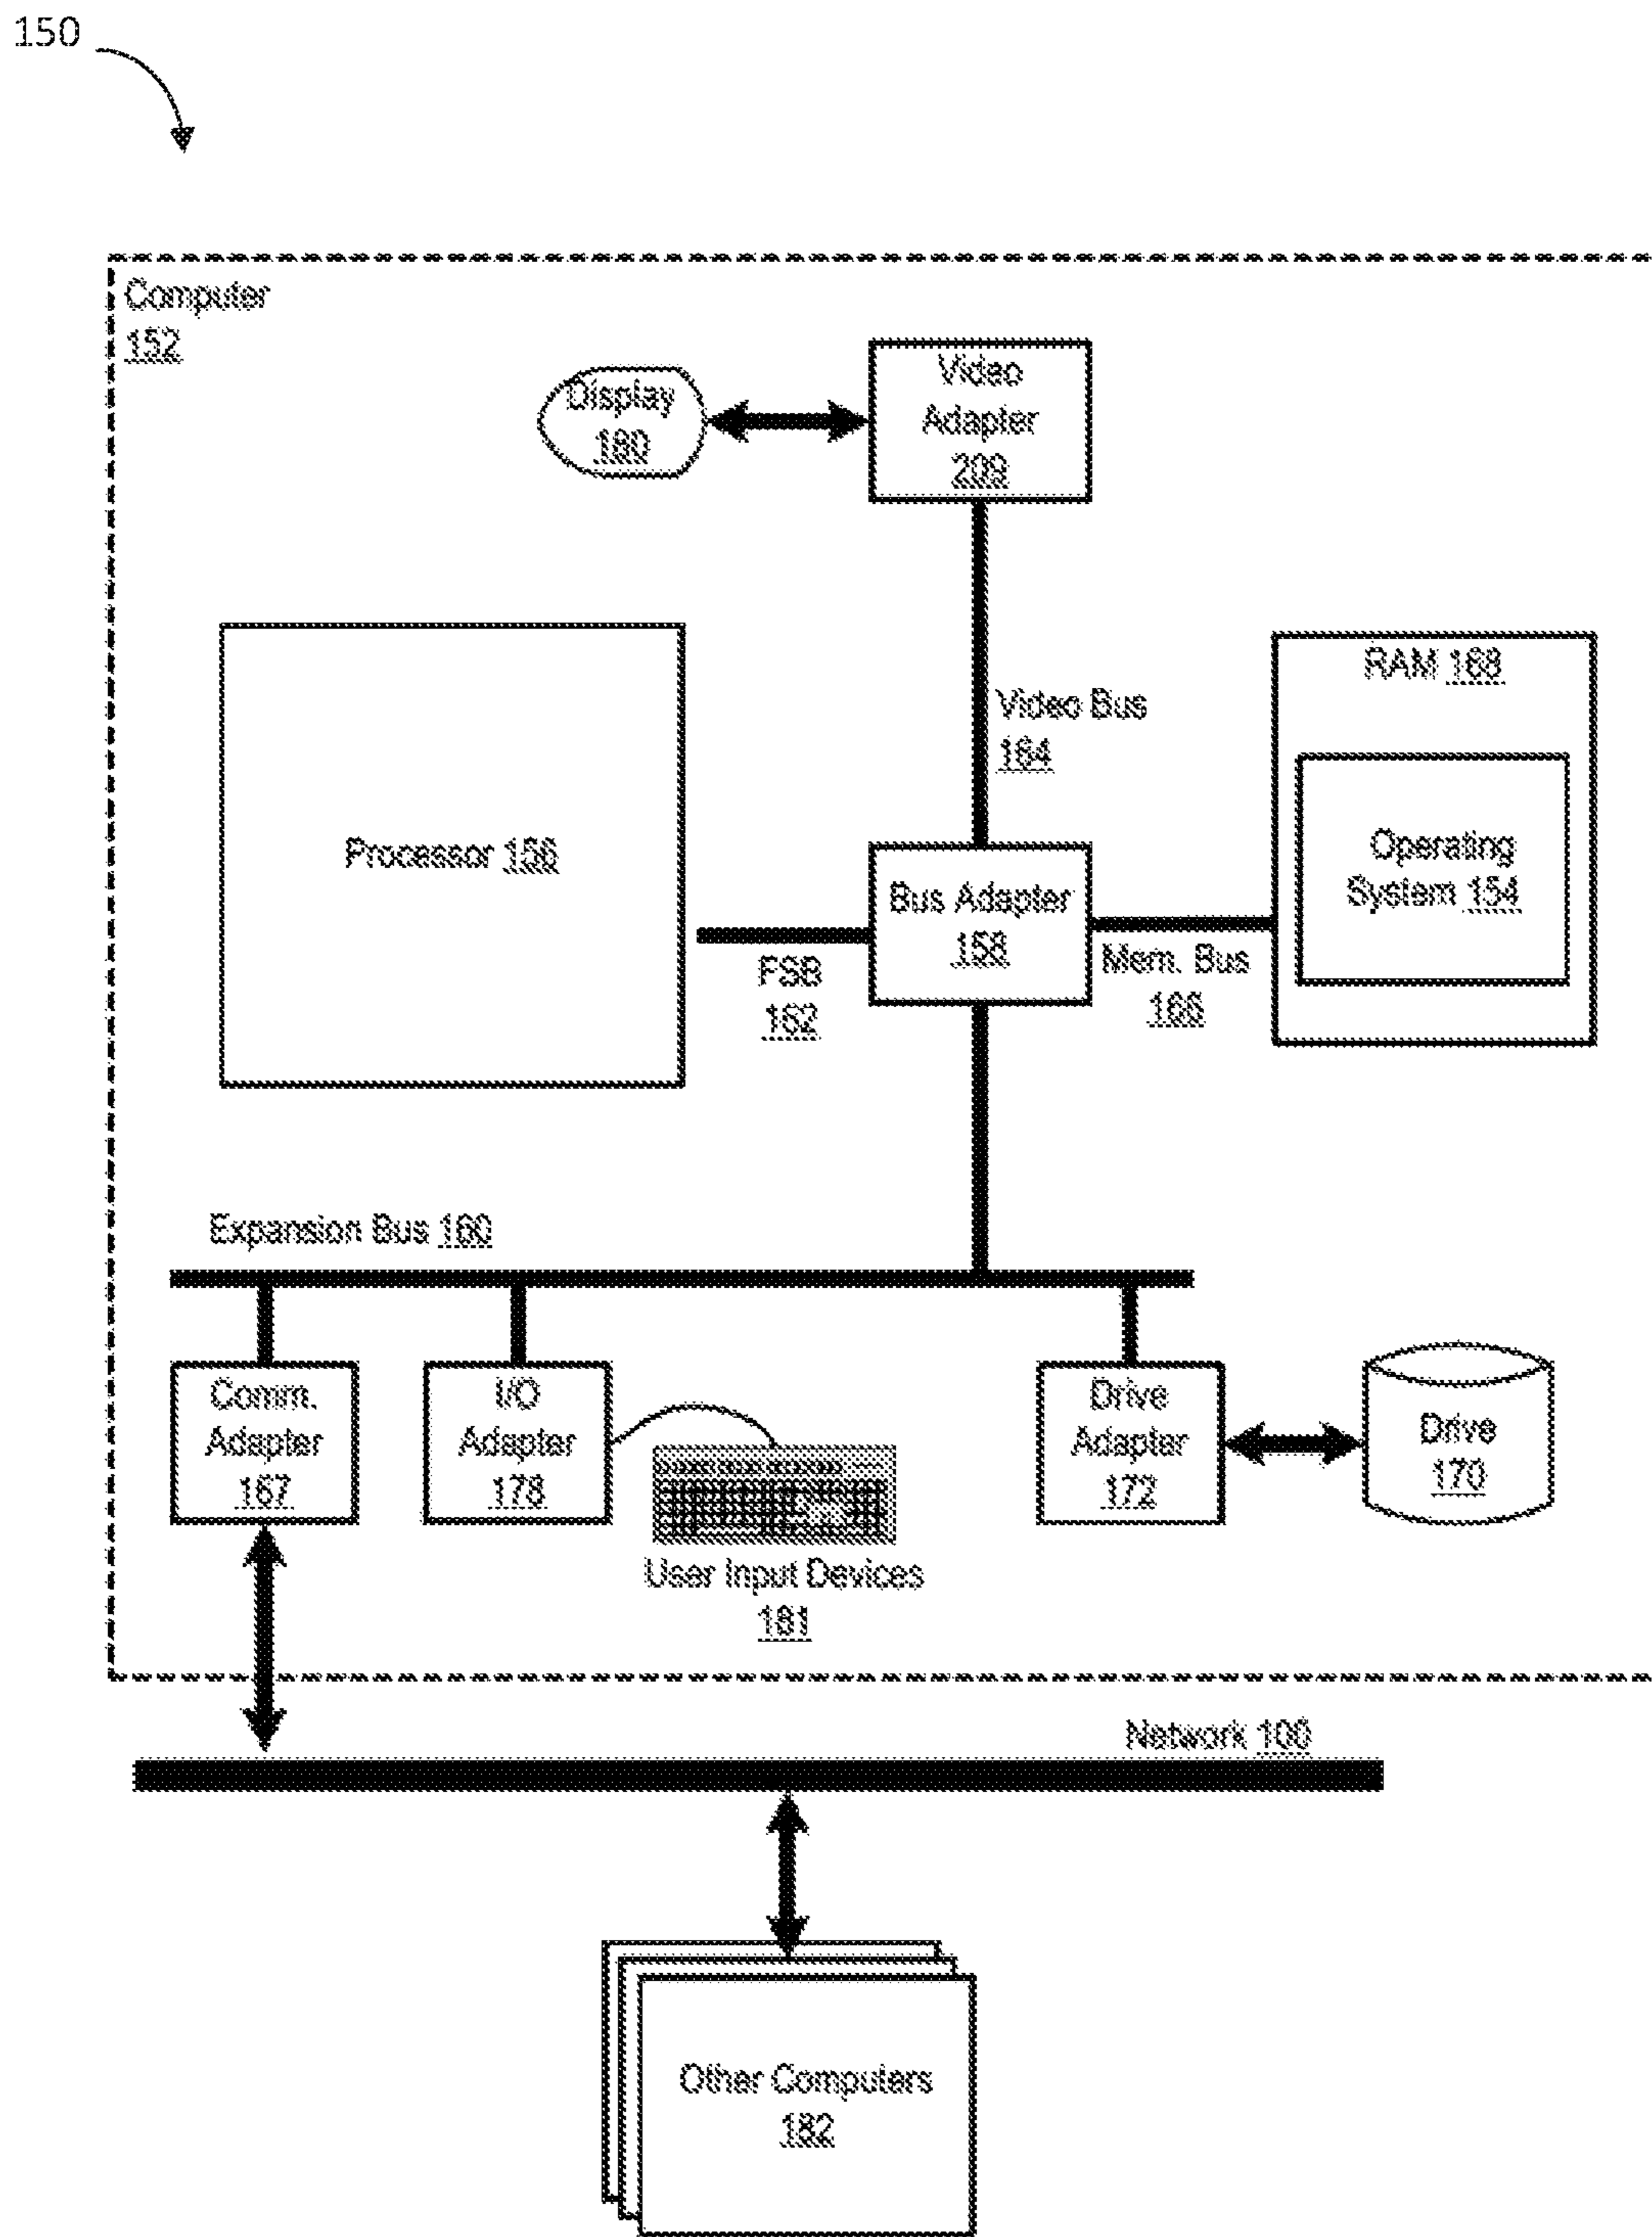 150
Computer
152
Display
180
Video
Adapter
209
Video Bus
164
RAM 168
Operating
System 154
Processor 156
Bus Adapter
158
FSB
162
Mem. Bus
166
Expansion Bus 160
Comm.
Adapter
167
I/O
Adapter
178
Drive
Adapter
172
Drive
170
User Input Devices
181
Network 100
Other Computers
182